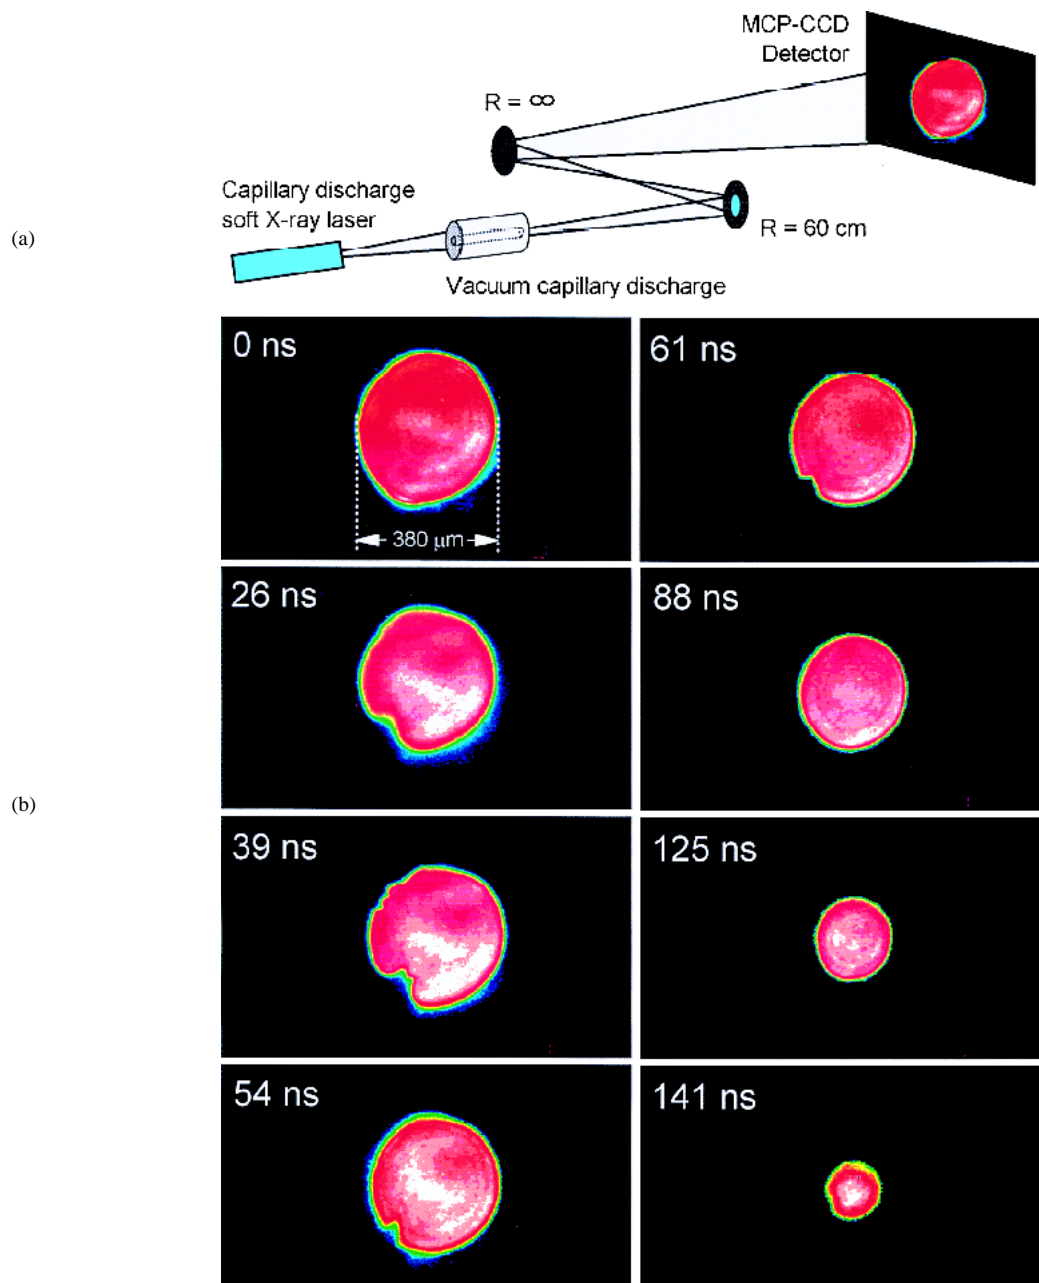 (a)
MCP-CCD
Detector
R = ∞
Capillary discharge
soft X-ray laser
R = 60 cm
Vacuum capillary discharge
(b)
0 ns
380 μm
61 ns
26 ns
88 ns
39 ns
125 ns
54 ns
141 ns